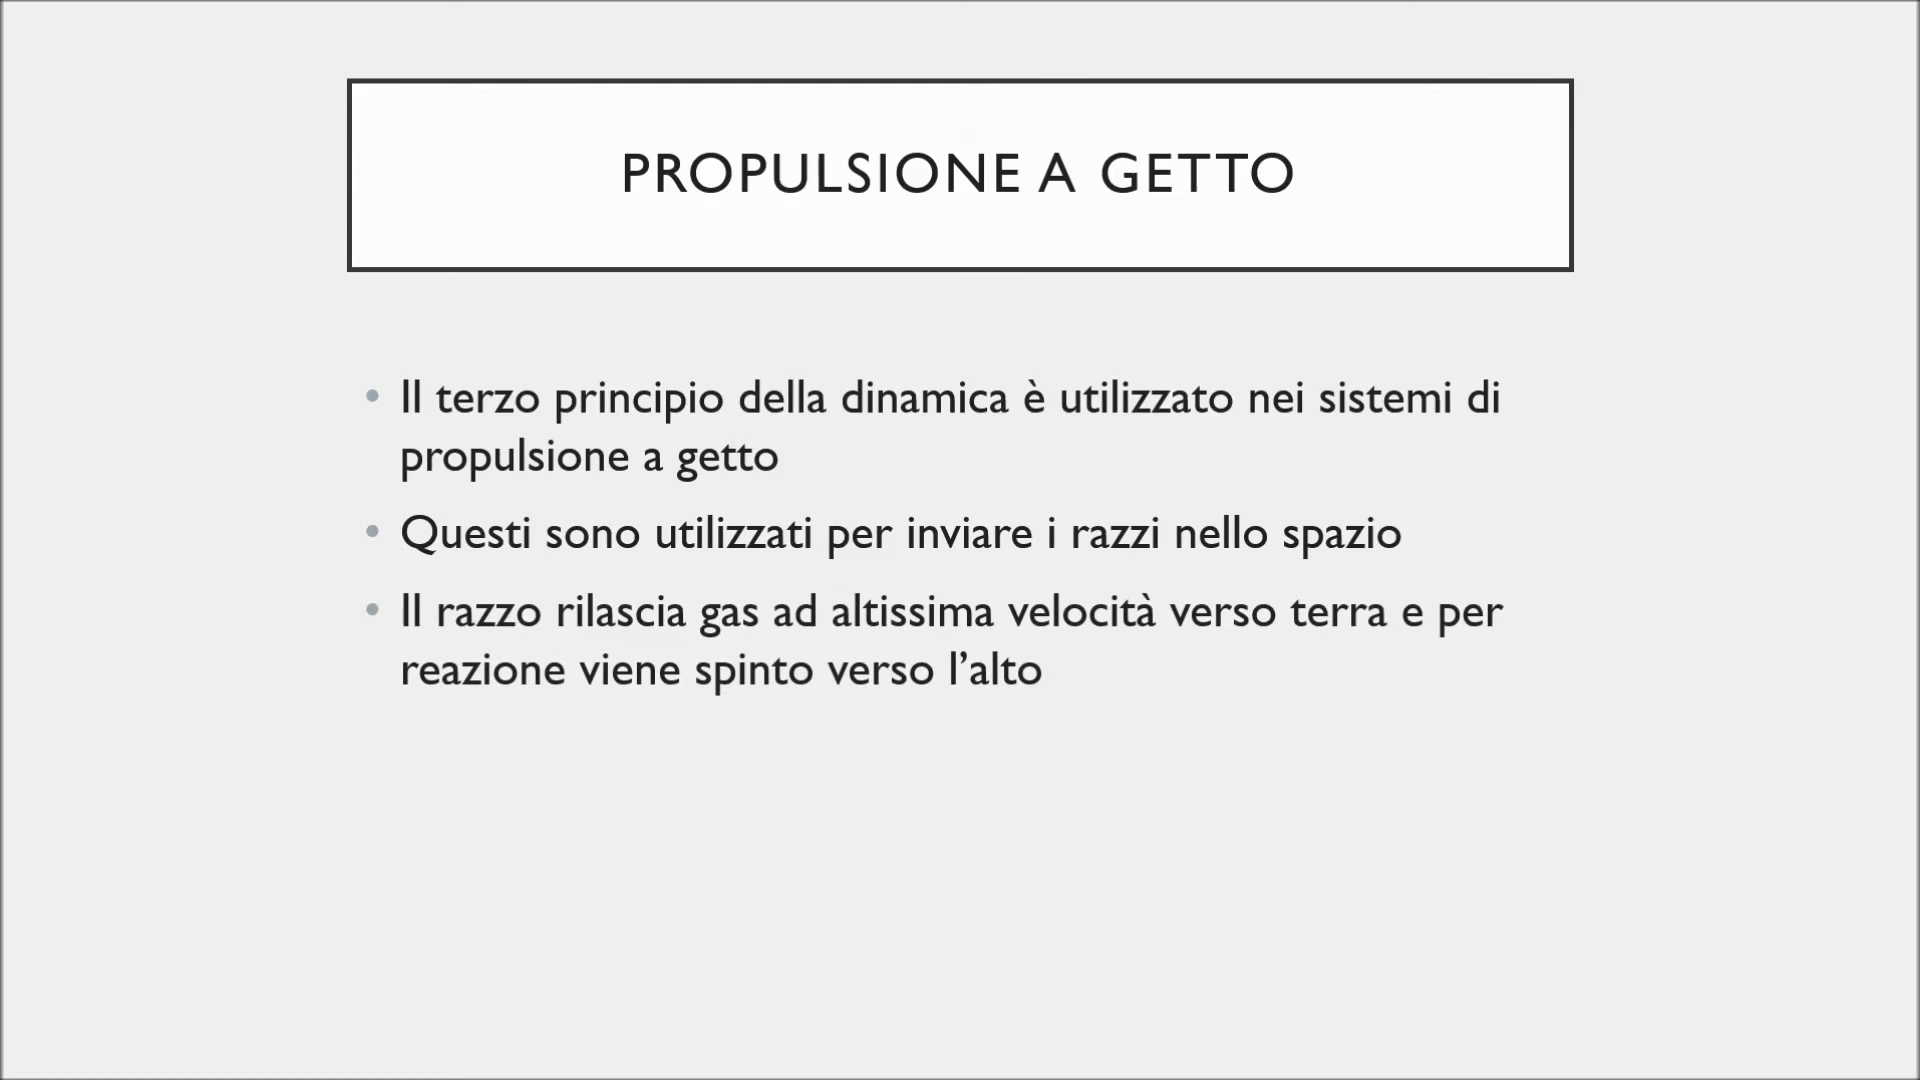 PROPULSIONE A GETTO
• Il terzo principio della dinamica è utilizzato nei sistemi di
propulsione a getto
• Questi sono utilizzati per inviare i razzi nello spazio
• Il razzo rilascia gas ad altissima velocità verso terra e per
reazione viene spinto verso l’alto